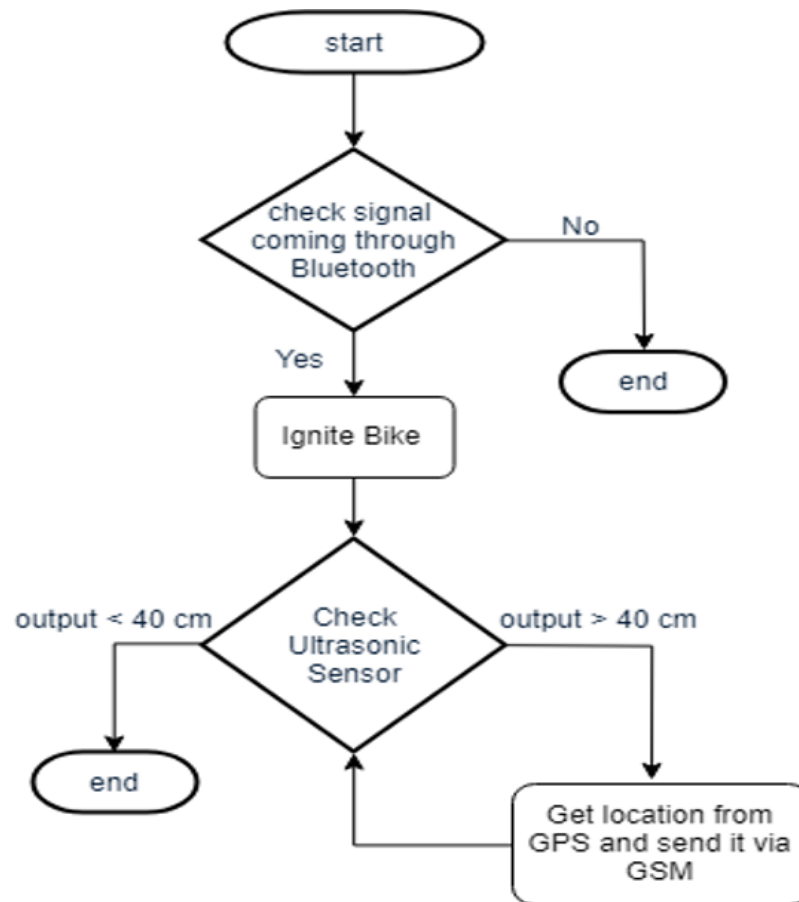 start
check signal
coming through
Bluetooth
No
Yes
end
Ignite Bike
output < 40 cm
Check
Ultrasonic
Sensor
output > 40 cm
end
Get location from
GPS and send it via
GSM